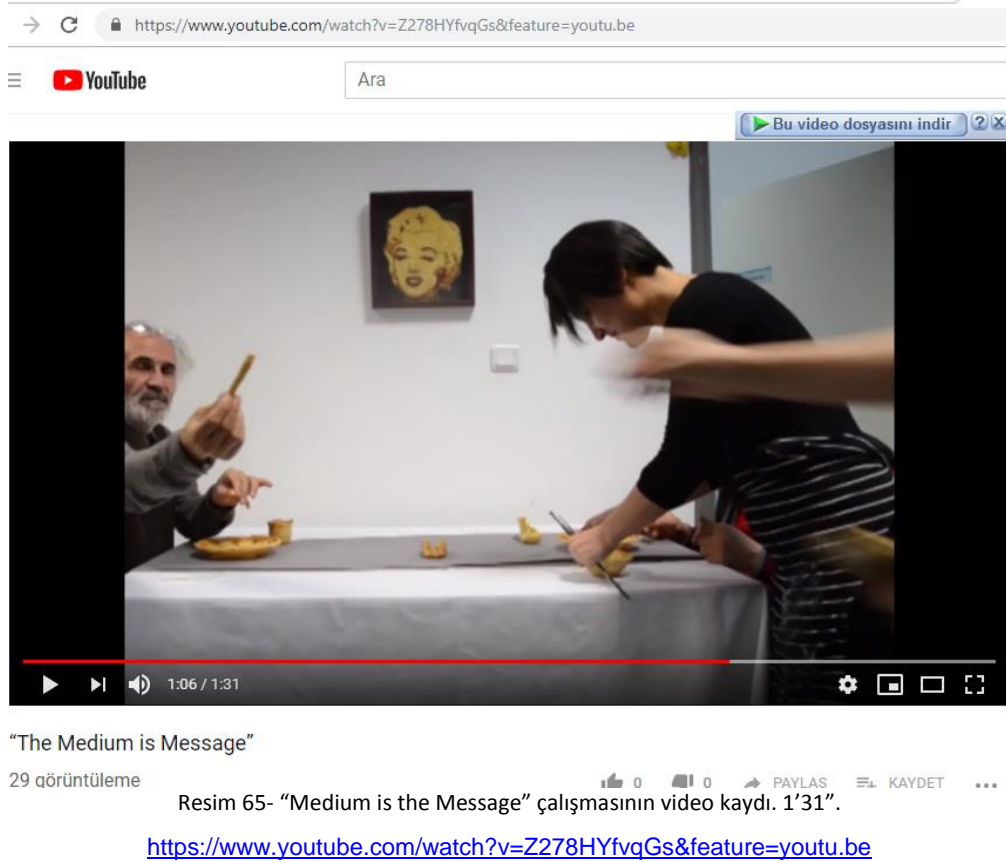 https://www.youtube.com/watch?v=Z278HYfvqGs&feature=youtu.be
YouTube
Ara
Bu video dosyasını indir ? X
1:06 / 1:31
“The Medium is Message”
29 görüntüleme 0 0 PAYLAŞ KAYDET
Resim 65- “Medium is the Message” çalışmasının video kaydı. 1’31”.
https://www.youtube.com/watch?v=Z278HYfvqGs&feature=youtu.be